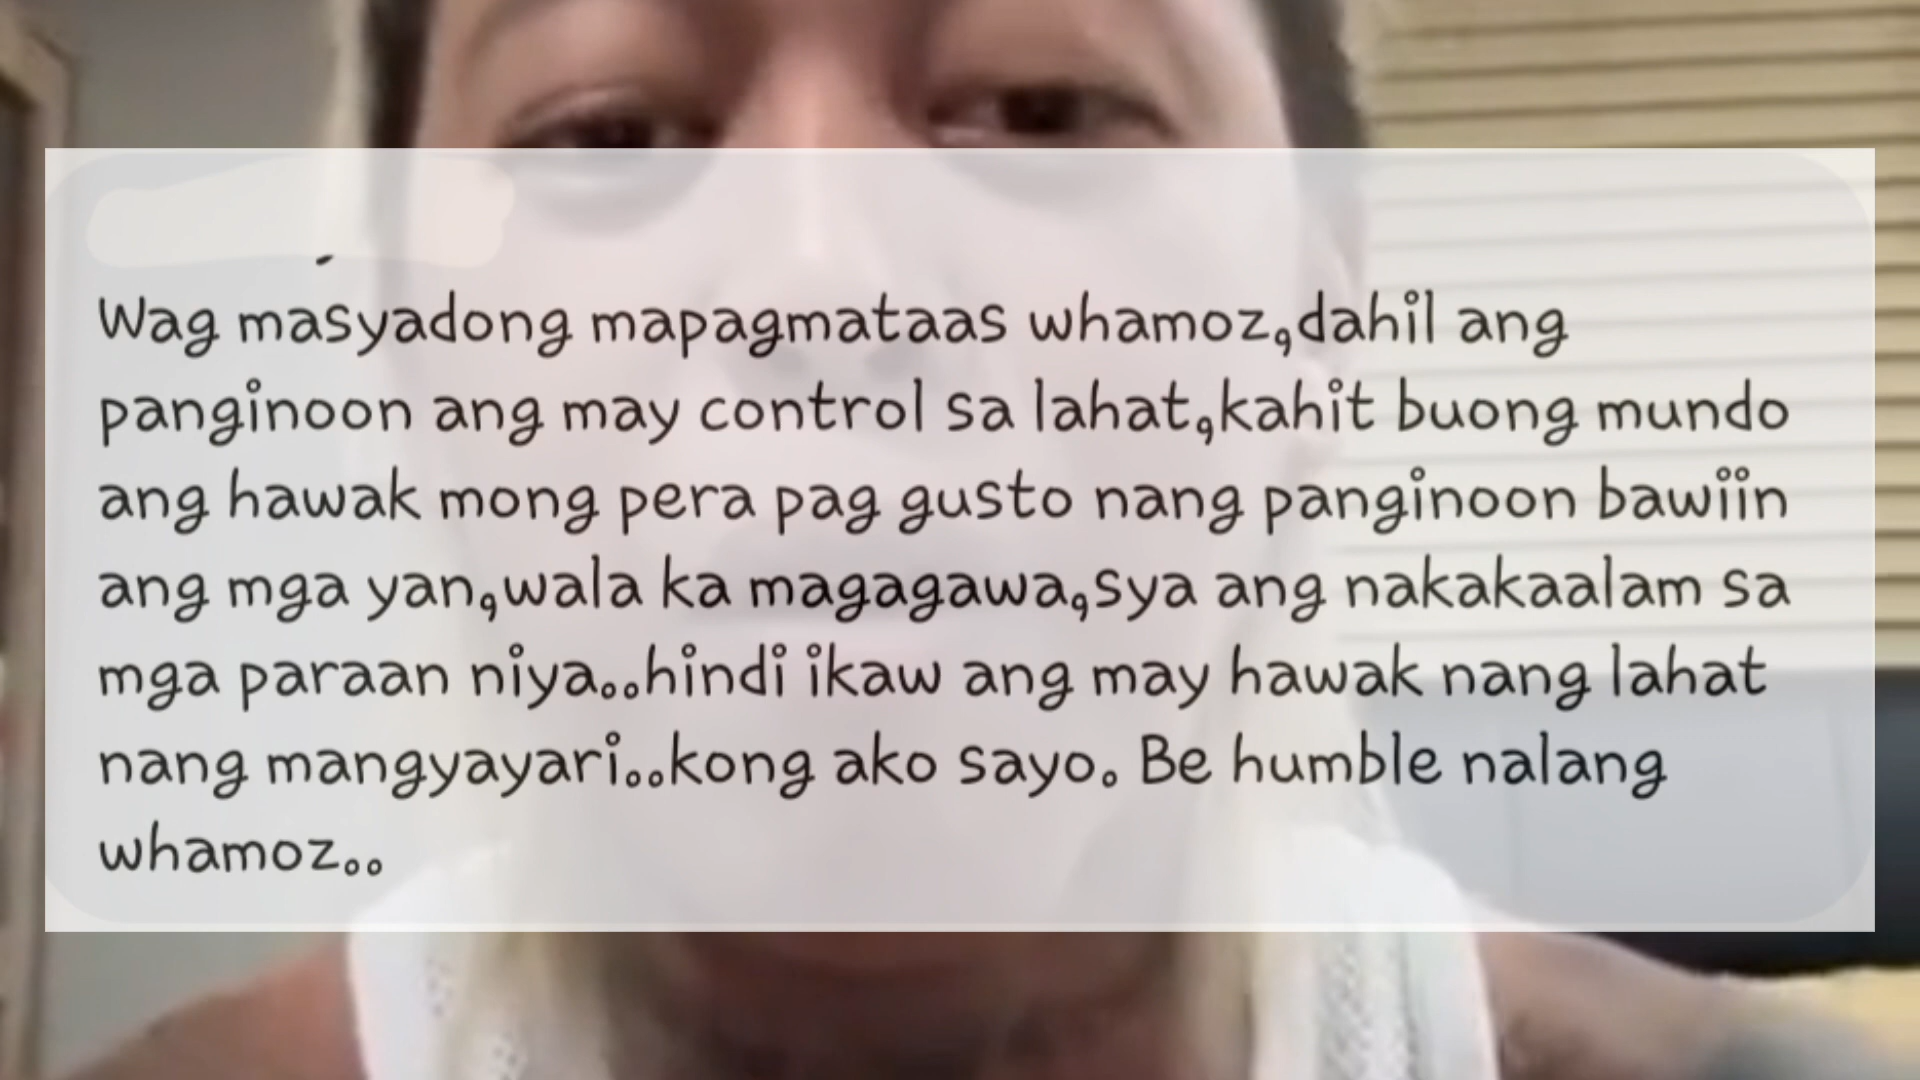 Wag masyadong mapagmataas whamoz,dahil ang
panginoon ang may control sa lahat,kahit buong mundo
ang hawak mong pera pag gusto nang panginoon bawiin
ang mga yan,wala ka magagawa,sya ang nakakaalam sa
mga paraan niya..hindi ikaw ang may hawak nang lahat
nang mangyayari..kong ako sayo. Be humble nalang
whamoz..